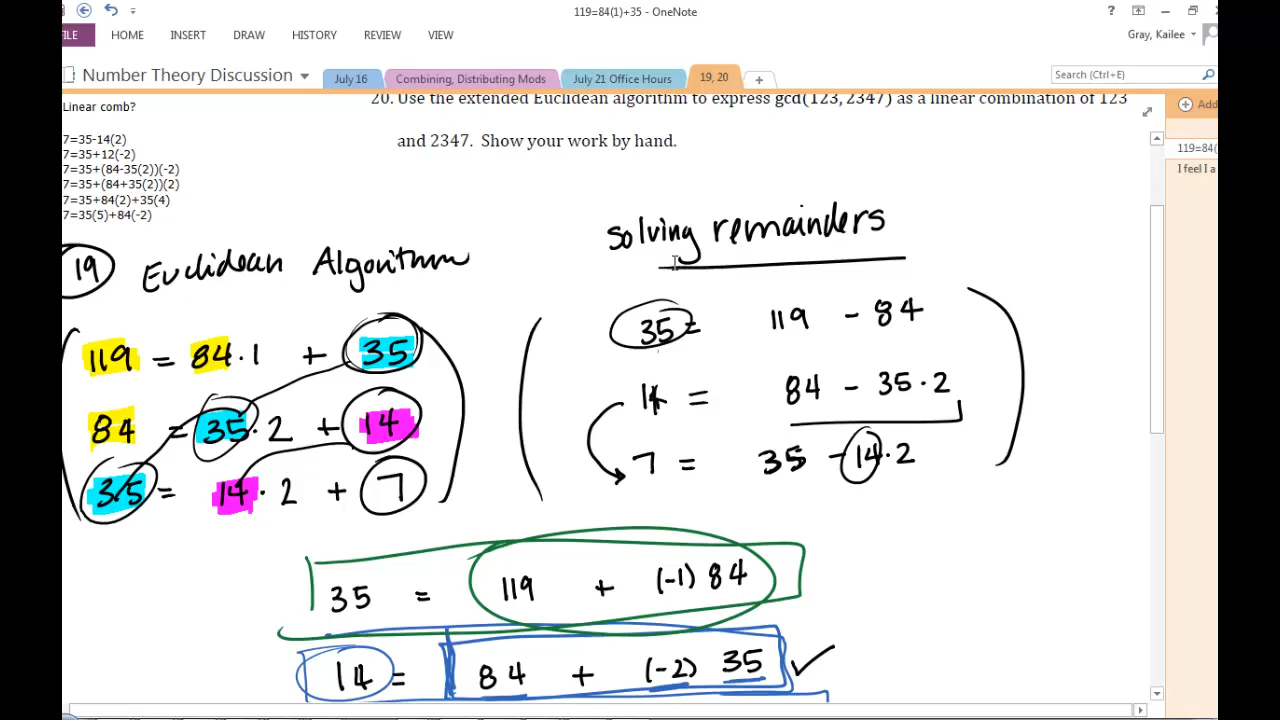 119=84(1)+35 - OneNote
FILE HOME INSERT DRAW HISTORY REVIEW VIEW
Gray, Kailee
Number Theory Discussion
July 16
Combining, Distributing Mods
July 21 Office Hours
19, 20
Search (Ctrl+E)
Linear comb?
7=35-14(2)
7=35+12(-2)
7=35+(84-35(2))(-2)
7=35+(84+35(2))(2)
7=35+84(2)+35(4)
7=35(5)+84(-2)
20. Use the extended Euclidean algorithm to express gcd(123, 2347) as a linear combination of 123
and 2347. Show your work by hand.
Add
119=84(
I feel I a
19 Euclidean Algorithm
119 = 84·1 + 35
84 = 35·2 + 14
35 = 14·2 + 7
solving remainders
35 = 119 - 84
14 = 84 - 35·2
7 = 35 - 14·2
35 = 119 + (-1) 84
14 = 84 + (-2) 35